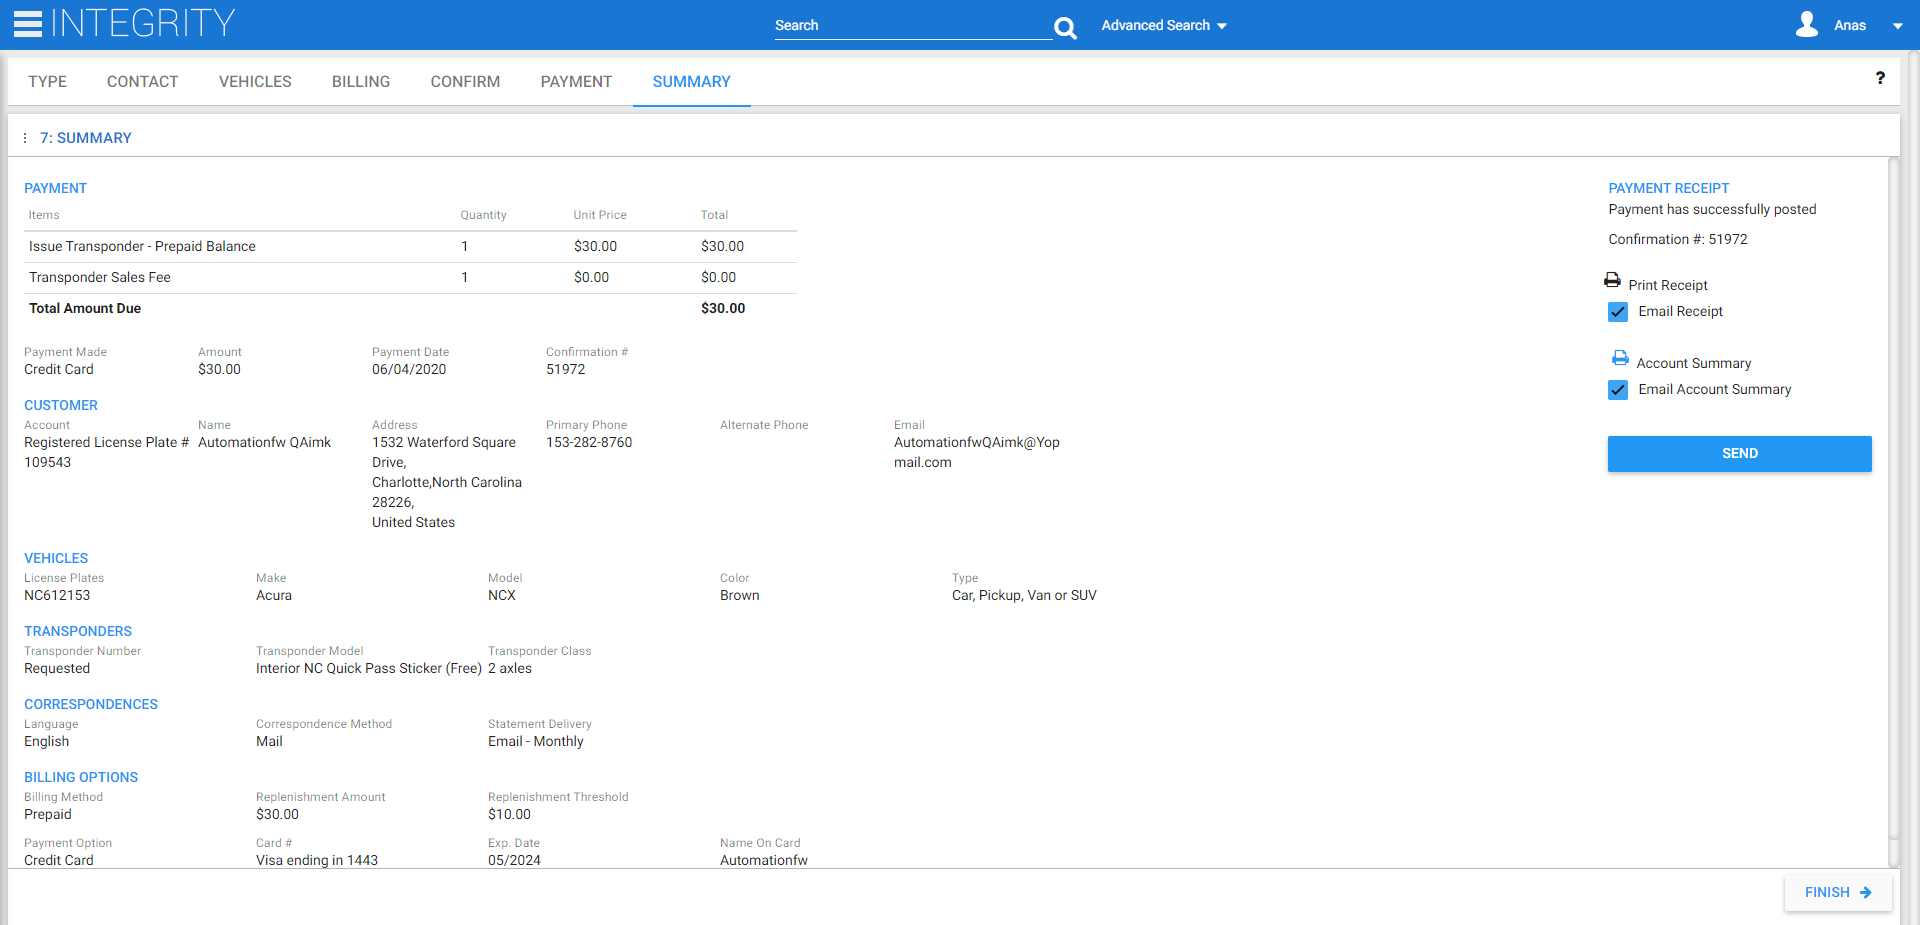 INTEGRITY
Search
Advanced Search
Anas
TYPE CONTACT VEHICLES BILLING CONFIRM PAYMENT SUMMARY
?
7: SUMMARY
PAYMENT
Items Quantity Unit Price Total
Issue Transponder - Prepaid Balance 1 $30.00 $30.00
Transponder Sales Fee 1 $0.00 $0.00
Total Amount Due $30.00
Payment Made Amount Payment Date Confirmation #
Credit Card $30.00 06/04/2020 51972
CUSTOMER
Account Name Address Primary Phone Alternate Phone Email
Registered License Plate # Automationfw QAimk 1532 Waterford Square 153-282-8760 AutomationfwQAimk@Yop
109543 Drive, mail.com
Charlotte,North Carolina
28226,
United States
VEHICLES
License Plates Make Model Color Type
NC612153 Acura NCX Brown Car, Pickup, Van or SUV
TRANSPONDERS
Transponder Number Transponder Model Transponder Class
Requested Interior NC Quick Pass Sticker (Free) 2 axles
CORRESPONDENCES
Language Correspondence Method Statement Delivery
English Mail Email - Monthly
BILLING OPTIONS
Billing Method Replenishment Amount Replenishment Threshold
Prepaid $30.00 $10.00
Payment Option Card # Exp. Date Name On Card
Credit Card Visa ending in 1443 05/2024 Automationfw
PAYMENT RECEIPT
Payment has successfully posted
Confirmation #: 51972
Print Receipt
Email Receipt
Account Summary
Email Account Summary
SEND
FINISH